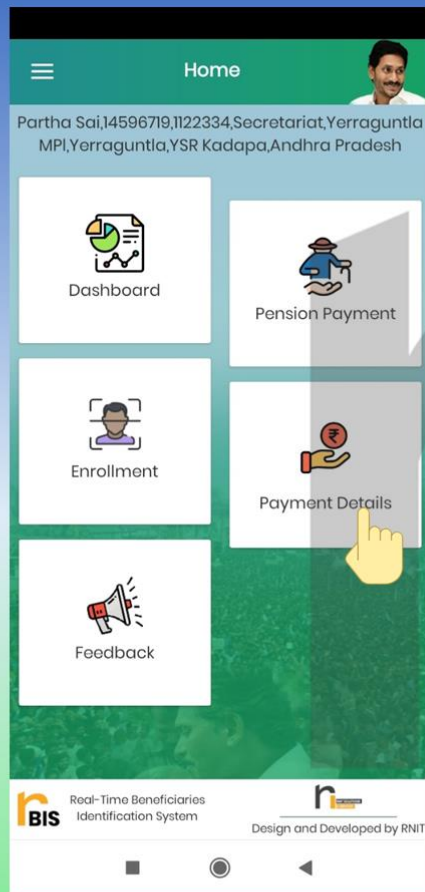 Home
Partha Sai,14596719,1122334,Secretariat,Yerraguntla
MPl,Yerraguntla,YSR Kadapa,Andhra Pradesh
Dashboard
Pension Payment
Enrollment
Payment Details
Feedback
BIS
Real-Time Beneficiaries
Identification System
Design and Developed by RNIT